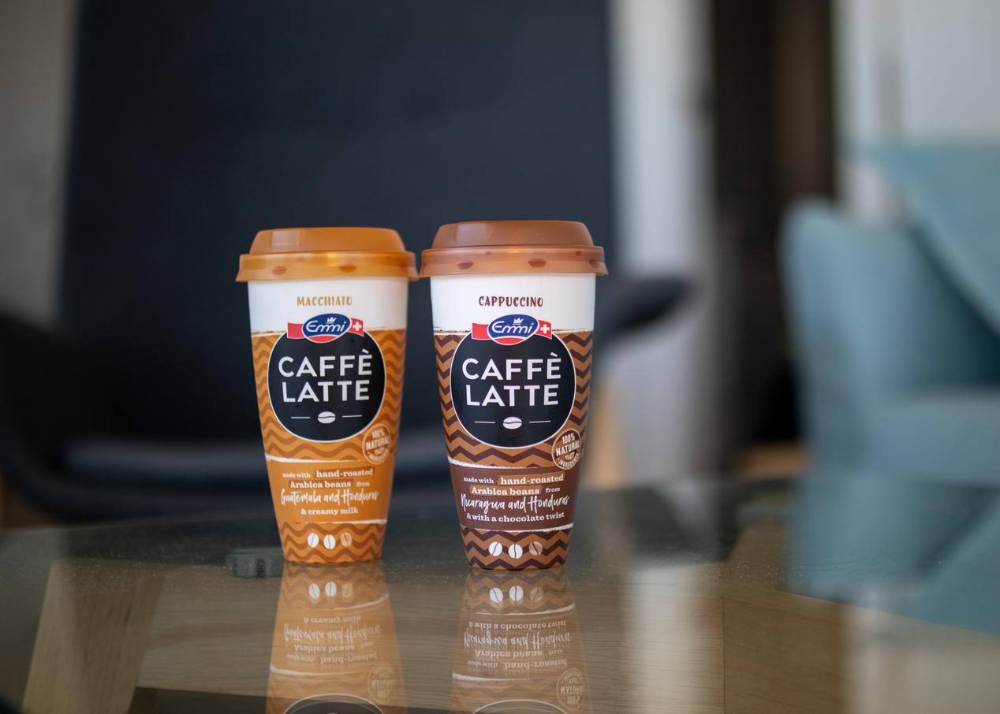 MACCHIATO
Emmi
CAFFÈ
LATTE
100%
NATURAL
made with hand-roasted
Arabica beans from
Guatemala and Honduras
& creamy milk
CAPPUCCINO
Emmi
CAFFÈ
LATTE
100%
NATURAL
INGREDIENTS
made with hand-roasted
Arabica beans from
Nicaragua and Honduras
& with a chocolate twist